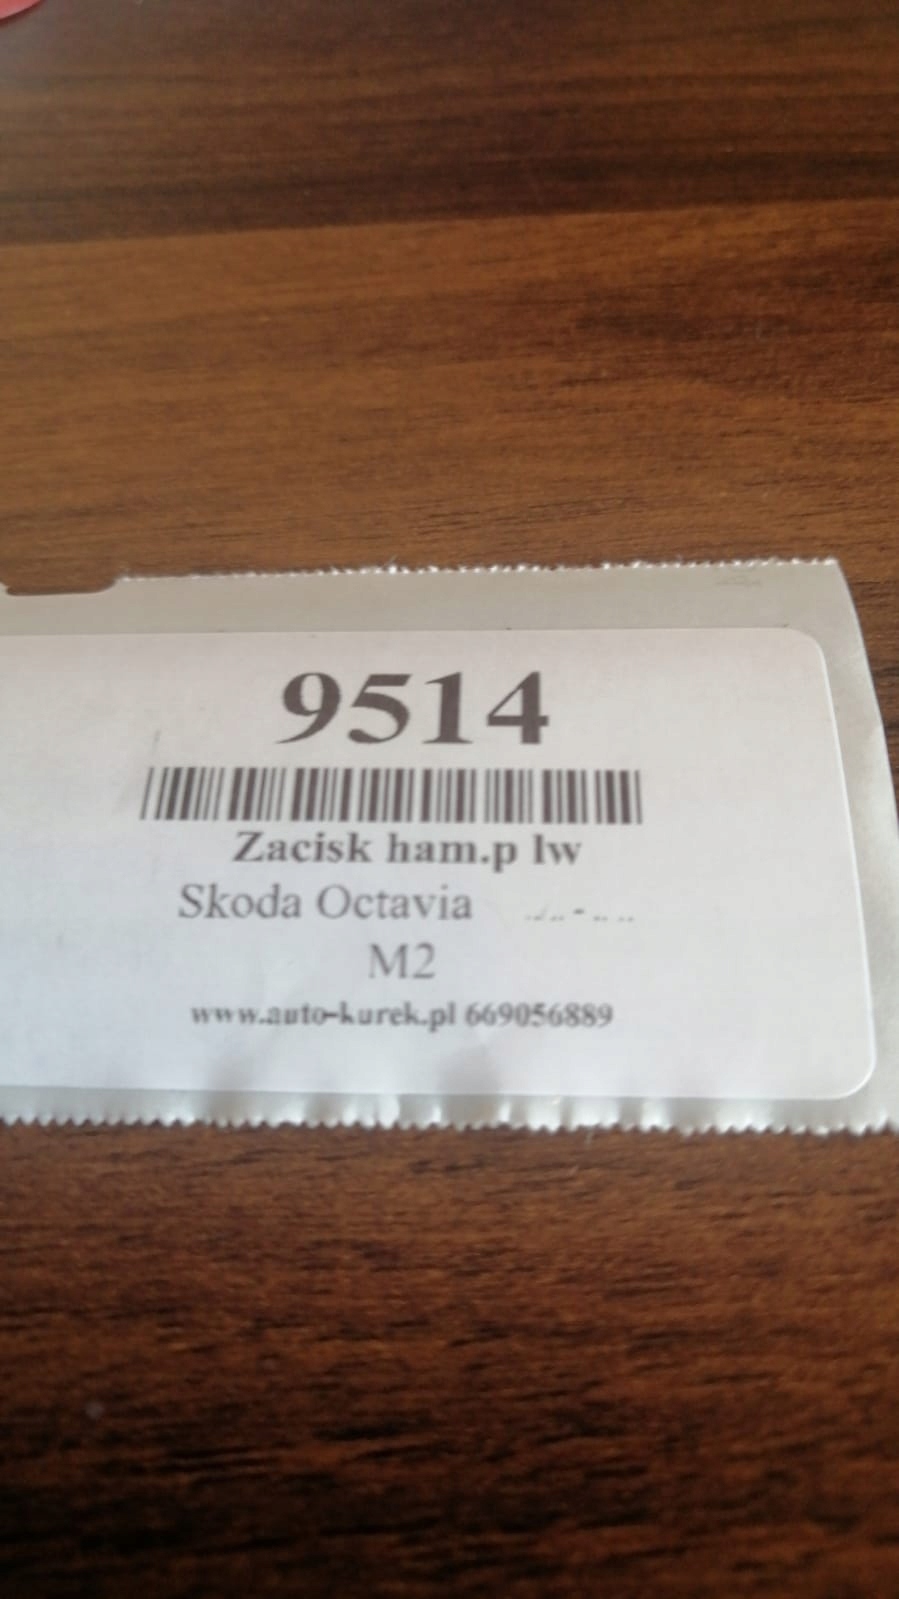 9514
Zacisk ham.p lw
Skoda Octavia
M2
www.auto-kurek.pl 669056889